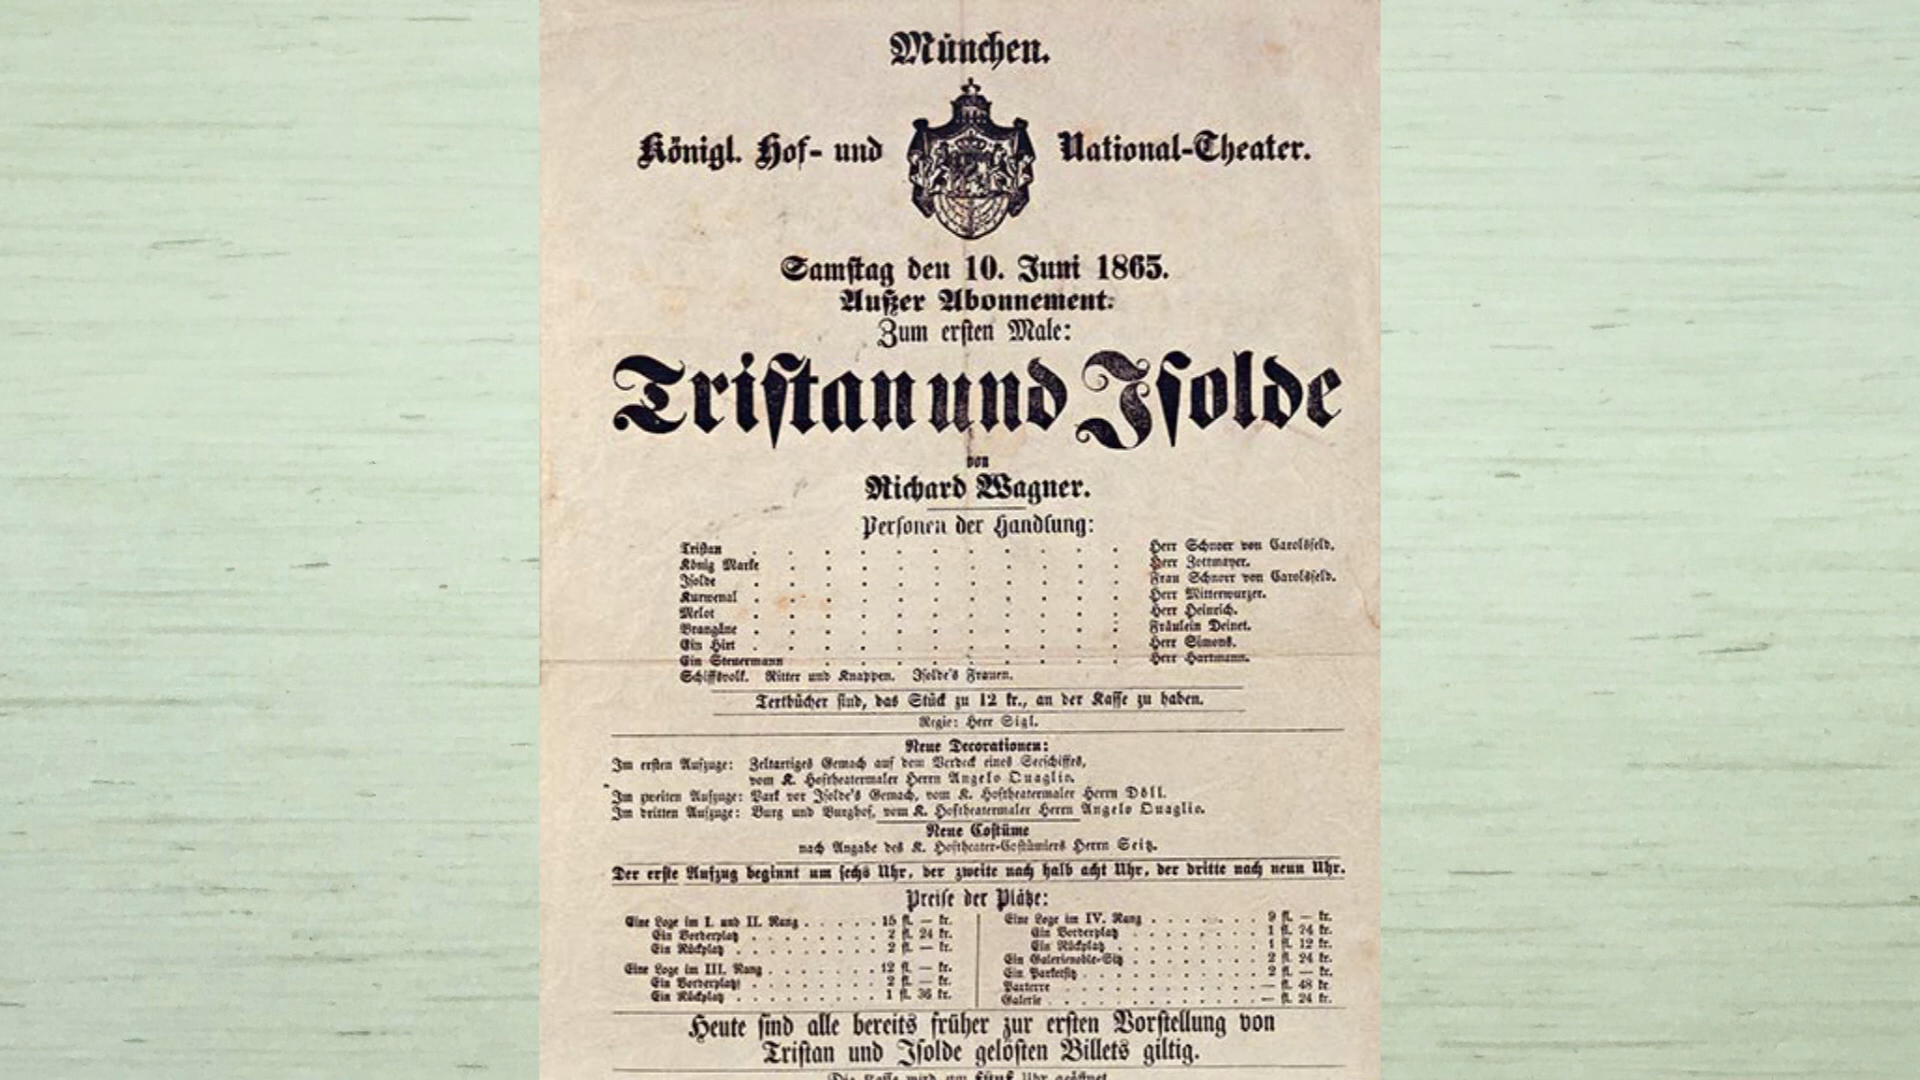 München.
Königl. Hof- und National-Theater.
Samstag den 10. Juni 1865.
Außer Abonnement.
Zum ersten Male:
Tristan und Isolde
von
Richard Wagner.
Personen der Handlung:
Tristan . . . . . . . . . . . Herr Schnorr von Carolsfeld.
König Marke . . . . . . . . . . Herr Zottmayer.
Isolde . . . . . . . . . . . Frau Schnorr von Carolsfeld.
Kurwenal . . . . . . . . . . . Herr Mitterwurzer.
Melot . . . . . . . . . . . Herr Heinrich.
Brangäne . . . . . . . . . . . Fräulein Deinet.
Ein Hirt . . . . . . . . . . . Herr Simons.
Ein Steuermann . . . . . . . . . Herr Hartmann.
Schiffsvolk. Ritter und Knappen. Isolde's Frauen.
Textbücher sind, das Stück zu 12 kr., an der Kasse zu haben.
Regie: Herr Sigl.
Neue Decorationen:
Im ersten Aufzuge: Zeltartiges Gemach auf dem Verdeck eines Seeschiffes,
vom K. Hoftheatermaler Herrn Angelo Quaglio.
Im zweiten Aufzuge: Park vor Isolde's Gemach, vom K. Hoftheatermaler Herrn Döll.
Im dritten Aufzuge: Burg und Burghof, vom K. Hoftheatermaler Herrn Angelo Quaglio.
Neue Costüme
nach Angabe des K. Hoftheater-Costümiers Herrn Seitz.
Der erste Aufzug beginnt um sechs Uhr, der zweite nach halb acht Uhr, der dritte nach neun Uhr.
Preise der Plätze:
Eine Loge im I. und II. Rang . . . . . . 15 fl. — kr.
Ein Vorderplatz . . . . . . . . 2 fl. 24 kr.
Ein Rückplatz . . . . . . . . 2 fl. — kr.
Eine Loge im III. Rang . . . . . . . . 12 fl. — kr.
Ein Vorderplatz . . . . . . . . 2 fl. — kr.
Ein Rückplatz . . . . . . . . 1 fl. 36 kr.
Eine Loge im IV. Rang . . . . . . . . 9 fl. — kr.
Ein Vorderplatz . . . . . . . . 1 fl. 24 kr.
Ein Rückplatz . . . . . . . . 1 fl. 12 kr.
Ein Galerienoble-Sitz . . . . . . . . 2 fl. 24 kr.
Ein Parketsitz . . . . . . . . . . 2 fl. — kr.
Parterre . . . . . . . . . . . — fl. 48 kr.
Galerie . . . . . . . . . . . — fl. 24 kr.
Heute sind alle bereits früher zur ersten Vorstellung von
Tristan und Isolde gelösten Billets giltig.
Die Kasse wird um fünf Uhr geöffnet